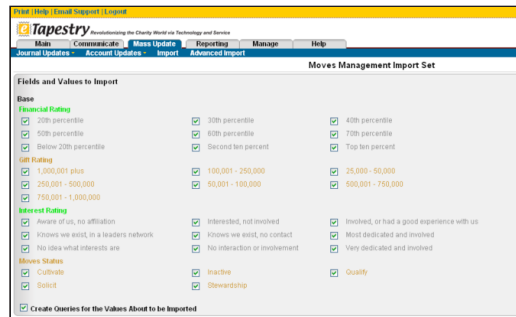 Print | Help | Email Support | Logout
eTapestry Revolutionizing the Charity World via Technology and Service
Main Communicate Mass Update Reporting Manage Help
Journal Updates Account Updates Import Advanced Import
Moves Management Import Set
Fields and Values to Import
Base
Financial Rating
20th percentile 30th percentile 40th percentile
50th percentile 60th percentile 70th percentile
Below 20th percentile Second ten percent Top ten percent
Gift Rating
1,000,001 plus 100,001 - 250,000 25,000 - 50,000
250,001 - 500,000 50,001 - 100,000 500,001 - 750,000
750,001 - 1,000,000
Interest Rating
Aware of us, no affiliation Interested, not involved Involved, or had a good experience with us
Knows we exist, in a leaders network Knows we exist, no contact Most dedicated and involved
No idea what interests are No interaction or involvement Very dedicated and involved
Moves Status
Cultivate Inactive Qualify
Solicit Stewardship
Create Queries for the Values About to be Imported